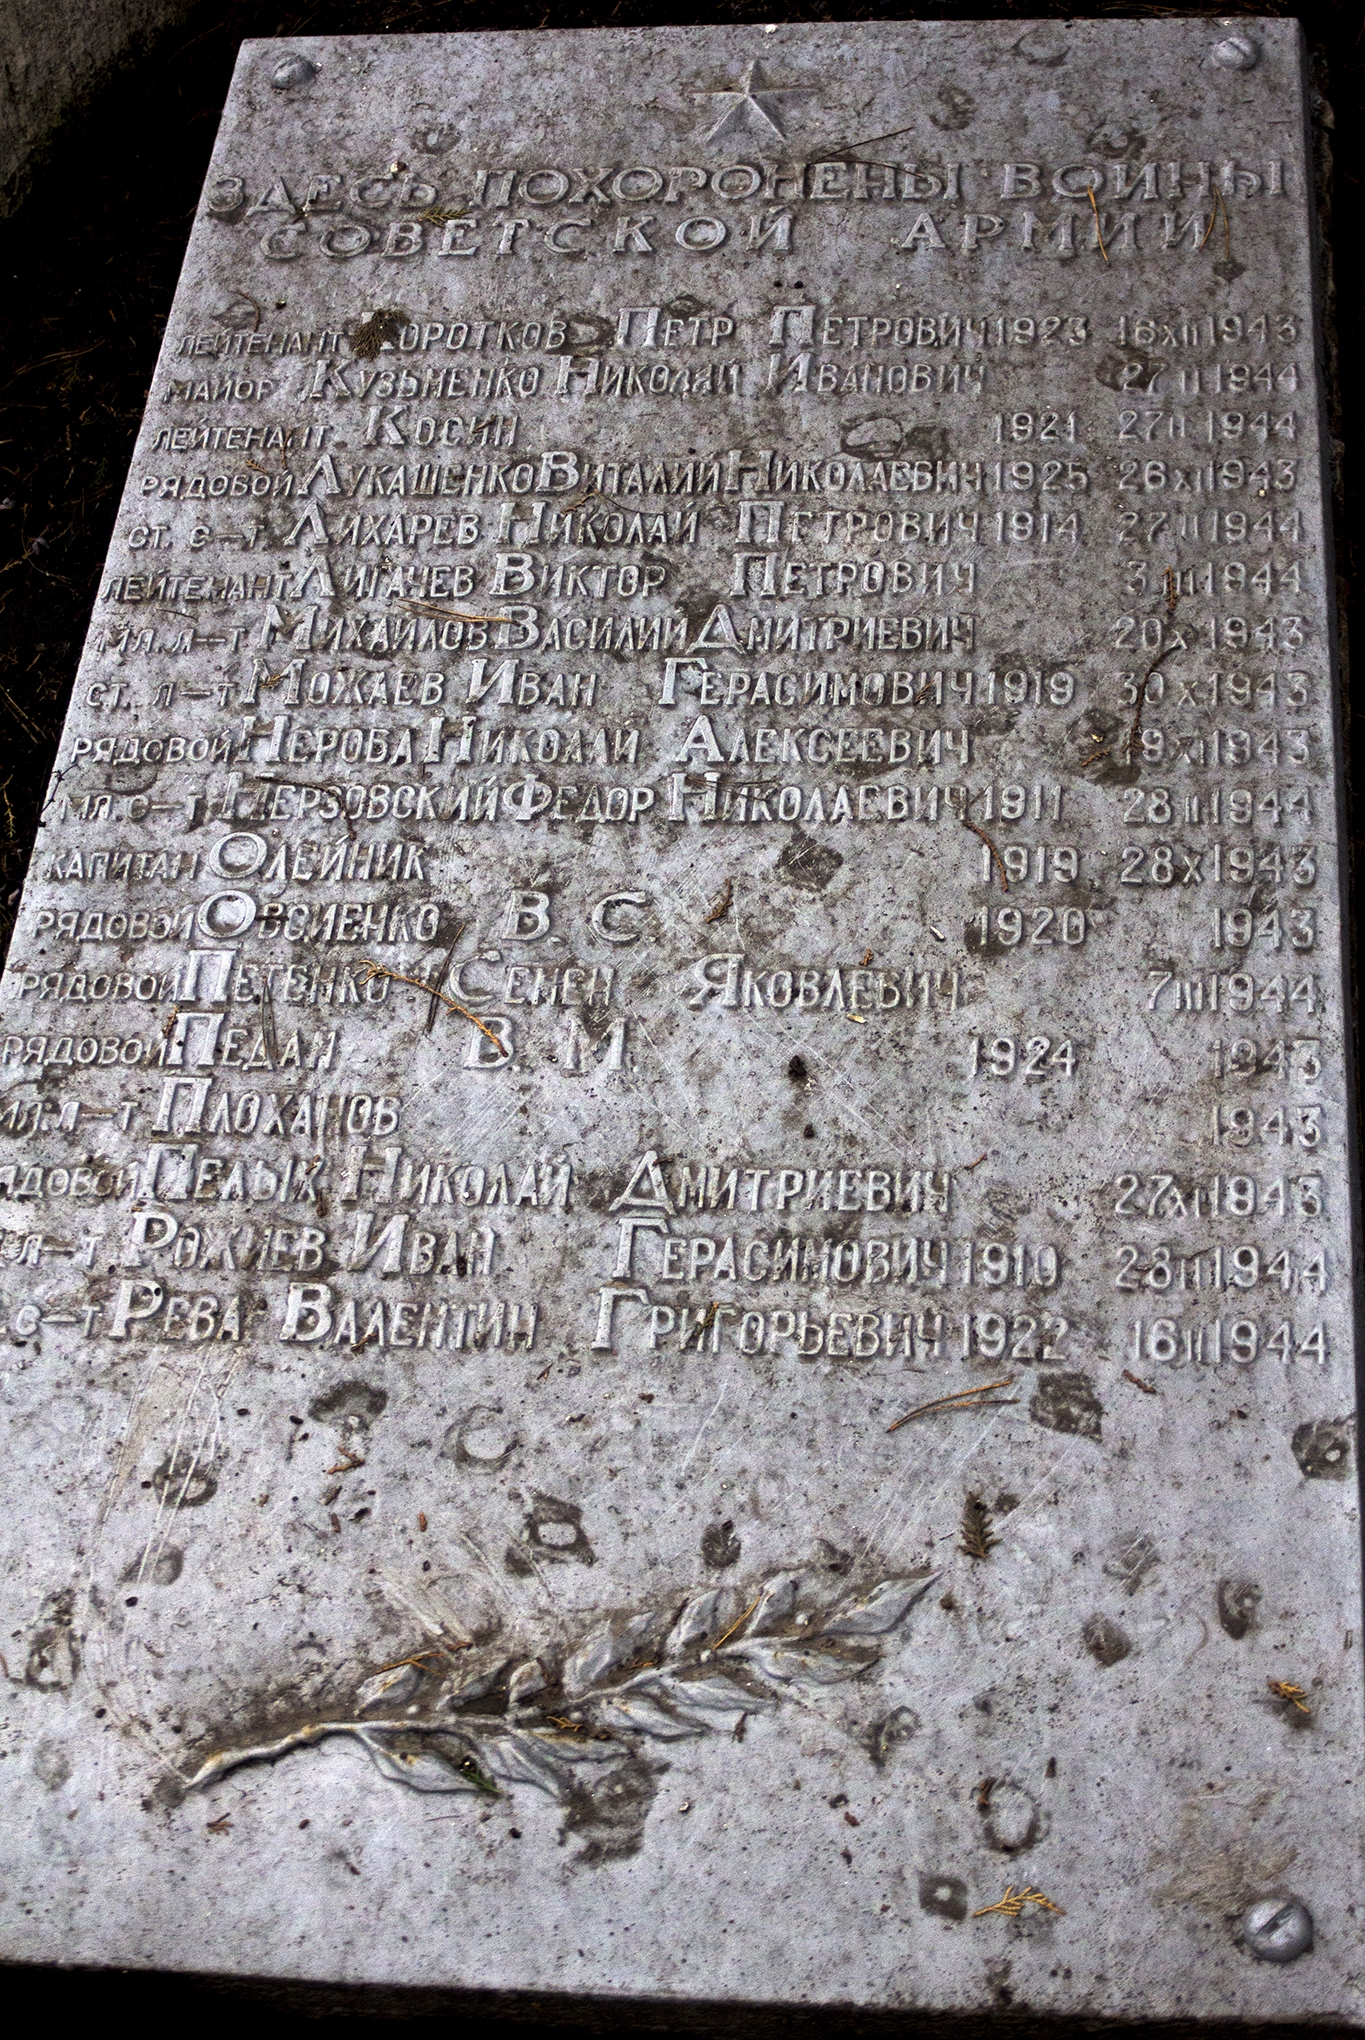 ЗДЕСЬ ПОХОРОНЕНЫ ВОИНЫ
СОВЕТСКОЙ АРМИИ
ЛЕЙТЕНАНТ КОРОТКОВ ПЕТР ПЕТРОВИЧ 1923 16 XII 1943
МАЙОР КУЗЬМЕНКО НИКОЛАЙ ИВАНОВИЧ 27 II 1944
ЛЕЙТЕНАНТ КОСИН 1921 27 II 1944
РЯДОВОЙ ЛУКАШЕНКО ВИТАЛИЙ НИКОЛАЕВИЧ 1925 26 XII 1943
СТ. С-Т. ЛИХАРЕВ НИКОЛАЙ ПЕТРОВИЧ 1914 27 II 1944
ЛЕЙТЕНАНТ ЛИГАЧЕВ ВИКТОР ПЕТРОВИЧ 3 III 1944
МЛ. Л-Т МИХАЙЛОВ ВАСИЛИЙ ДМИТРИЕВИЧ 20 X 1943
СТ. Л-Т МОЖАЕВ ИВАН ГЕРАСИМОВИЧ 1919 30 X 1943
РЯДОВОЙ НЕРОБА НИКОЛАЙ АЛЕКСЕЕВИЧ 19 XI 1943
МЛ. С-Т ФЕДОР НИКОЛАЕВИЧ 1911 28 II 1944
КАПИТАН ОЛЕЙНИК 1919 28 X 1943
РЯДОВОЙ ОВСИЕНКО В. С 1920 1943
РЯДОВОЙ ПЕТЕНКО СЕМЕН ЯКОВЛЕВИЧ 7 III 1944
РЯДОВОЙ ПЕДАН В. М. 1924 1943
МЛ. Л-Т ПЛОХАНОВ 1943
РЯДОВОЙ ПЕЛЫХ НИКОЛАЙ ДМИТРИЕВИЧ 27 XI 1943
Л-Т РОЖНЕВ ИВАН ГЕРАСИМОВИЧ 1910 28 II 1944
С-Т. РЕВА ВАЛЕНТИН ГРИГОРЬЕВИЧ 1922 16 II 1944